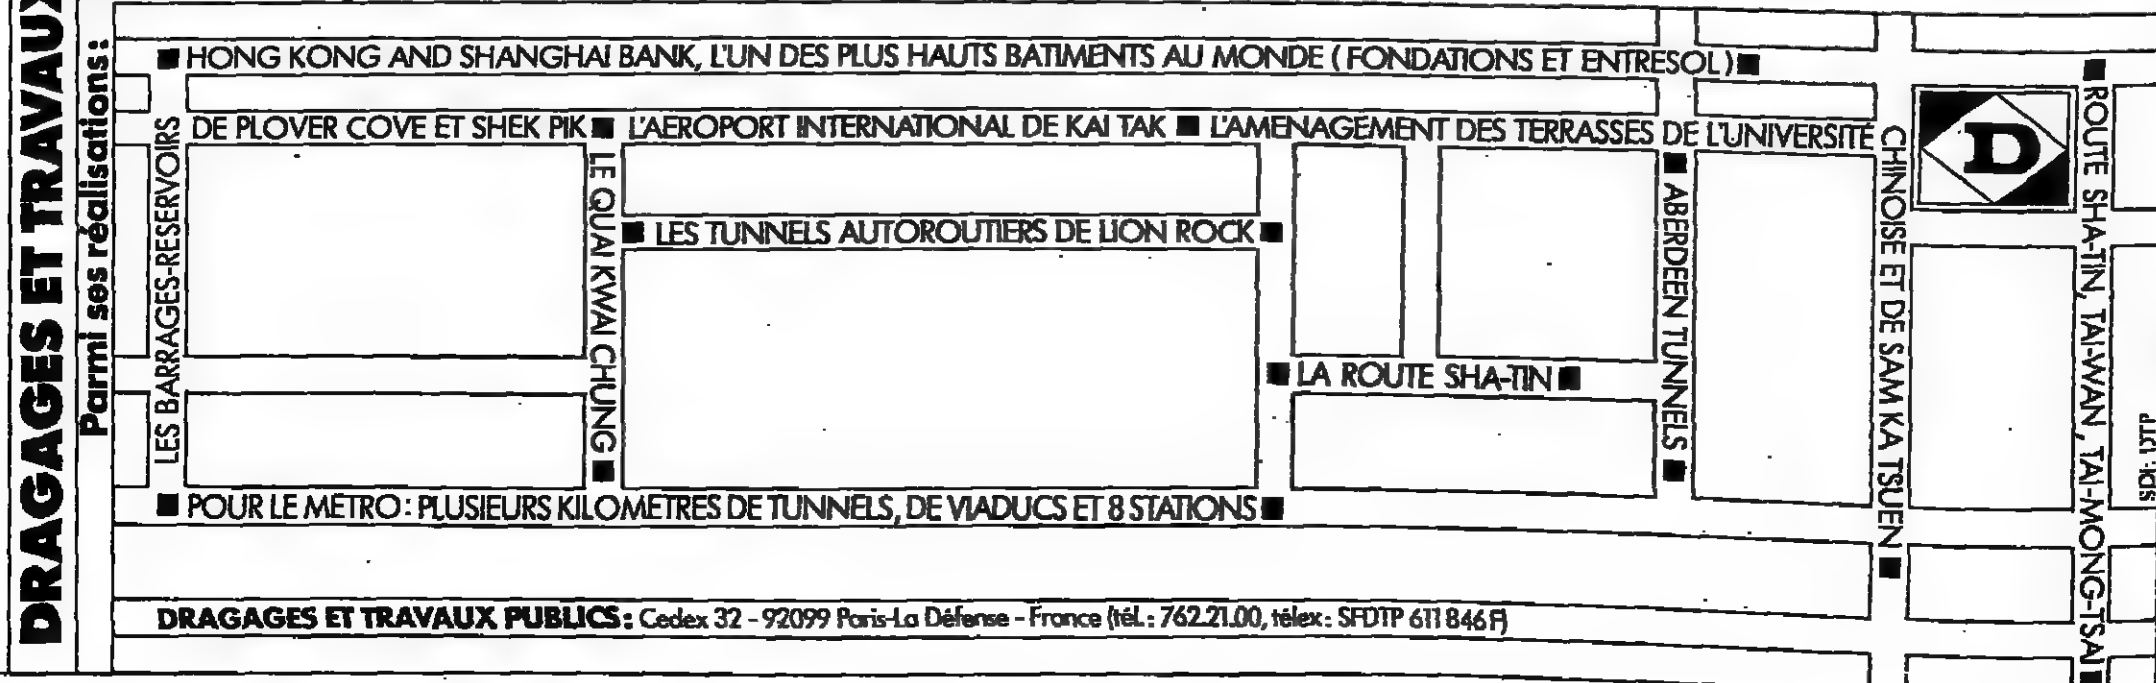 DRAGAGES ET TRAVAUX
Parmi ses réalisations :
■ HONG KONG AND SHANGHAI BANK, L'UN DES PLUS HAUTS BATIMENTS AU MONDE ( FONDATIONS ET ENTRESOL ) ■
LES BARRAGES-RESERVOIRS
DE PLOVER COVE ET SHEK PIK ■ L'AEROPORT INTERNATIONAL DE KAI TAK ■ L'AMENAGEMENT DES TERRASSES DE L'UNIVERSITÉ
CHINOISE ET DE SAM KA TSUEN ■
LE QUAI KWAI CHUNG ■
■ LES TUNNELS AUTOROUTIERS DE LION ROCK ■
■ ABERDEEN TUNNELS ■
■ LA ROUTE SHA-TIN ■
D
■ ROUTE SHA-TIN, TAI-WAN, TAI-MONG-TSAI ■
■ POUR LE MÉTRO : PLUSIEURS KILOMETRES DE TUNNELS, DE VIADUCS ET 8 STATIONS ■
DRAGAGES ET TRAVAUX PUBLICS : Cedex 32 - 92099 Paris-La Défense - France (tél. : 762.21.00, télex : SFDTP 611 846 F)